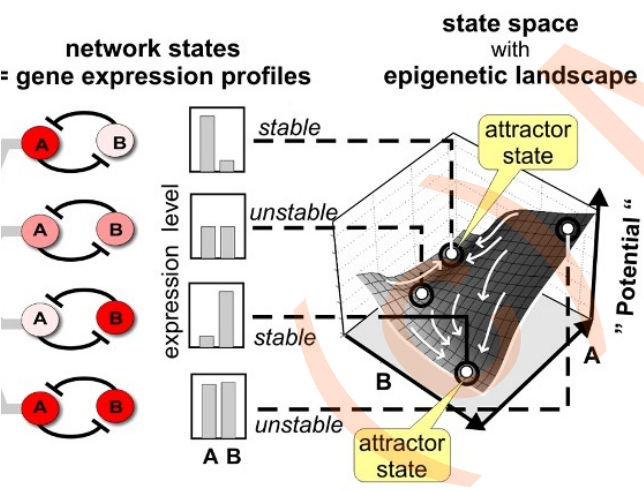 network states
= gene expression profiles
state space
with
epigenetic landscape
A
B
stable
attractor
state
A
B
unstable
expression level
A
B
stable
B
A
„ Potential “
A
B
unstable
A B
attractor
state